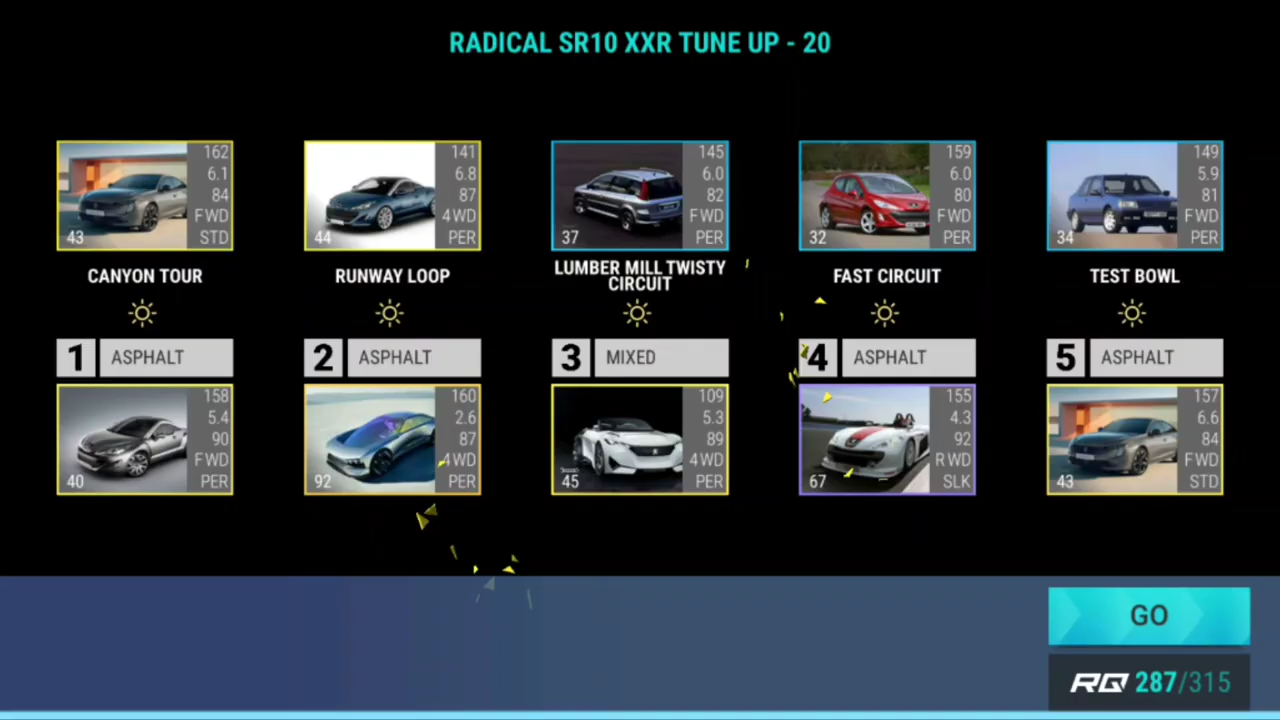 RADICAL SR10 XXR TUNE UP - 20
162
6.1
84
FWD
43 STD
141
6.8
87
4WD
44 PER
145
6.0
82
FWD
37 PER
159
6.0
80
FWD
32 PER
149
5.9
81
FWD
34 PER
CANYON TOUR
RUNWAY LOOP
LUMBER MILL TWISTY
CIRCUIT
FAST CIRCUIT
TEST BOWL
1 ASPHALT
2 ASPHALT
3 MIXED
4 ASPHALT
5 ASPHALT
158
5.4
90
FWD
40 PER
160
2.6
87
4WD
92 PER
109
5.3
89
4WD
45 PER
155
4.3
92
RWD
67 SLK
157
6.6
84
FWD
43 STD
GO
RQ 287/315